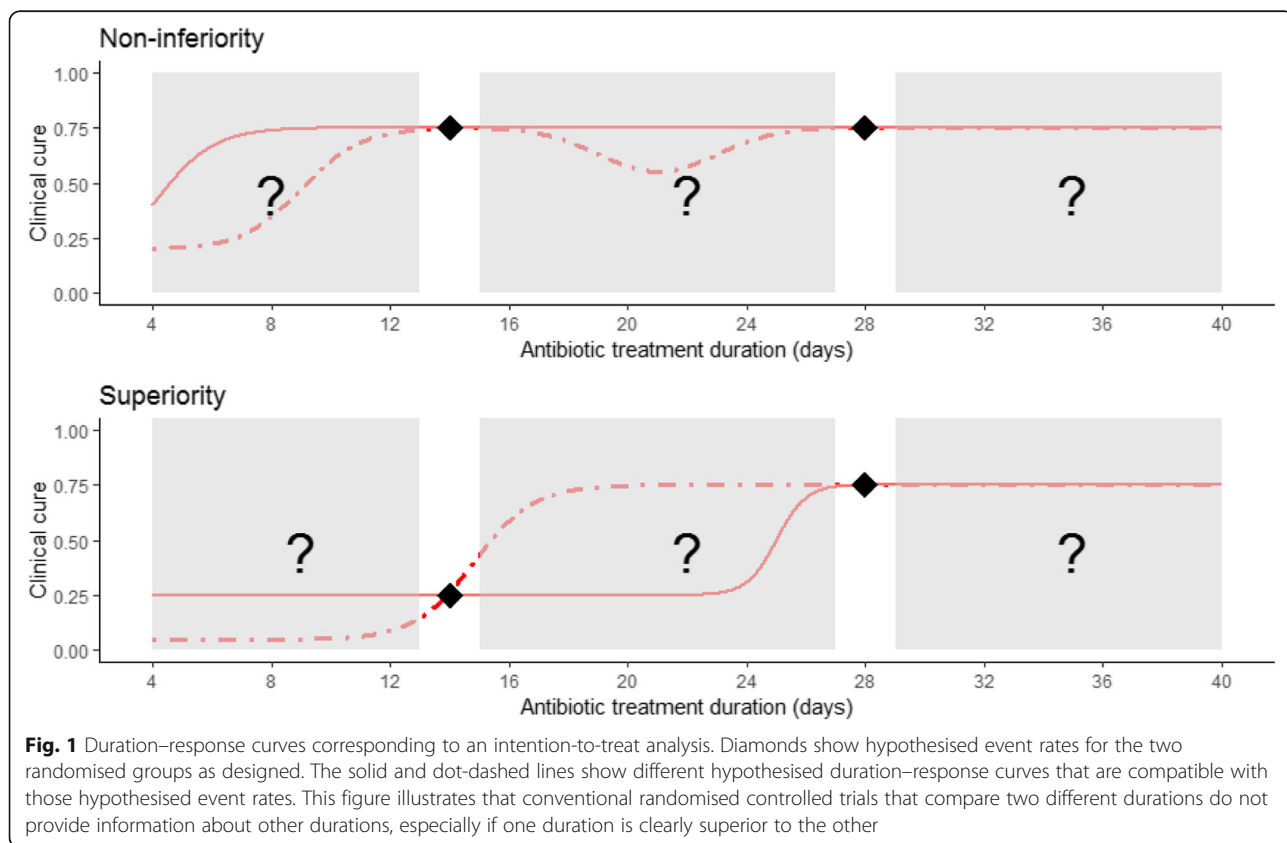 Non-inferiority
1.00
0.75
0.50
0.25
0.00
Clinical cure
?
?
?
4 8 12 16 20 24 28 32 36 40
Antibiotic treatment duration (days)
Superiority
1.00
0.75
0.50
0.25
0.00
Clinical cure
?
?
?
4 8 12 16 20 24 28 32 36 40
Antibiotic treatment duration (days)
Fig. 1 Duration–response curves corresponding to an intention-to-treat analysis. Diamonds show hypothesised event rates for the two
randomised groups as designed. The solid and dot-dashed lines show different hypothesised duration–response curves that are compatible with
those hypothesised event rates. This figure illustrates that conventional randomised controlled trials that compare two different durations do not
provide information about other durations, especially if one duration is clearly superior to the other